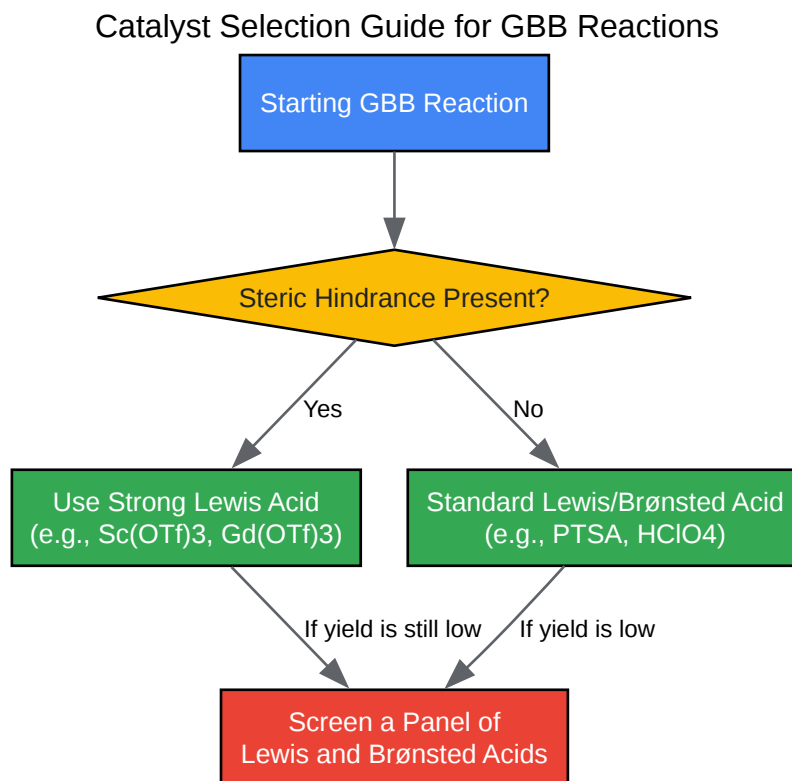 Catalyst Selection Guide for GBB Reactions
Starting GBB Reaction
Steric Hindrance Present?
Yes
No
Use Strong Lewis Acid
(e.g., Sc(OTf)3, Gd(OTf)3)
Standard Lewis/Brønsted Acid
(e.g., PTSA, HClO4)
If yield is still low
If yield is low
Screen a Panel of
Lewis and Brønsted Acids